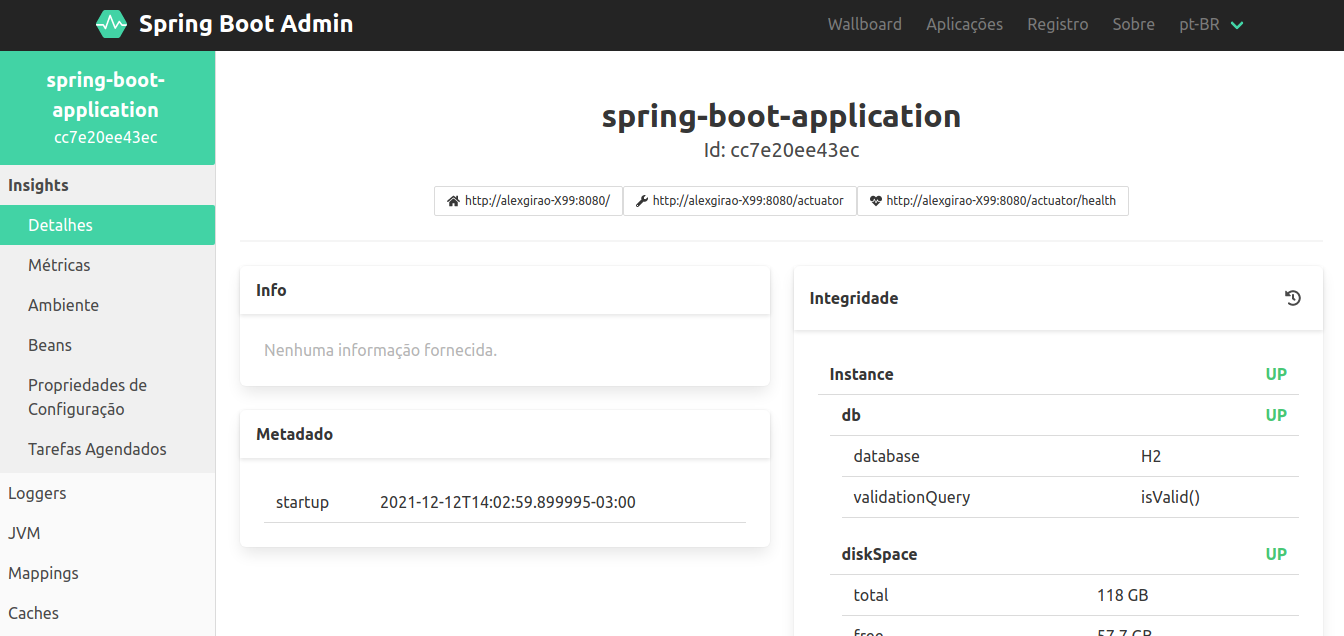 Spring Boot Admin
Wallboard Aplicações Registro Sobre pt-BR
spring-boot-
application
cc7e20ee43ec
Insights
Detalhes
Métricas
Ambiente
Beans
Propriedades de
Configuração
Tarefas Agendados
Loggers
JVM
Mappings
Caches
spring-boot-application
Id: cc7e20ee43ec
http://alexgirao-X99:8080/ http://alexgirao-X99:8080/actuator http://alexgirao-X99:8080/actuator/health
Info
Nenhuma informação fornecida.
Metadado
startup 2021-12-12T14:02:59.899995-03:00
Integridade
Instance UP
db UP
database H2
validationQuery isValid()
diskSpace UP
total 118 GB
free 57.7 GB